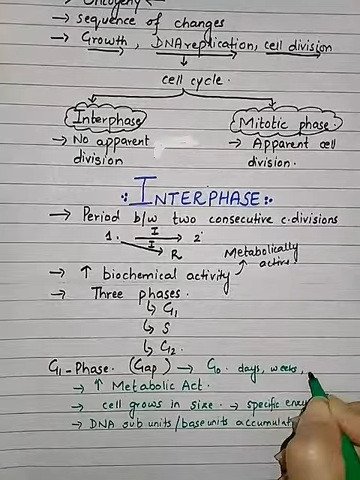 → Ontogeny
→ sequence of changes
→ Growth, DNA replication, cell division
cell cycle.
Interphase
Mitotic phase
→ No apparent division
→ Apparent cell division.
:INTERPHASE:
→ Period b/w two consecutive c.divisions
1. I → 2
I → R
Metabolically active
→ ↑ biochemical activity
→ Three phases.
↳ G1
↳ S
↳ G2
G1-Phase. (Gap) → G0. days, weeks,
→ ↑ Metabolic Act.
→ cell grows in size. → specific
→ DNA sub units/base units